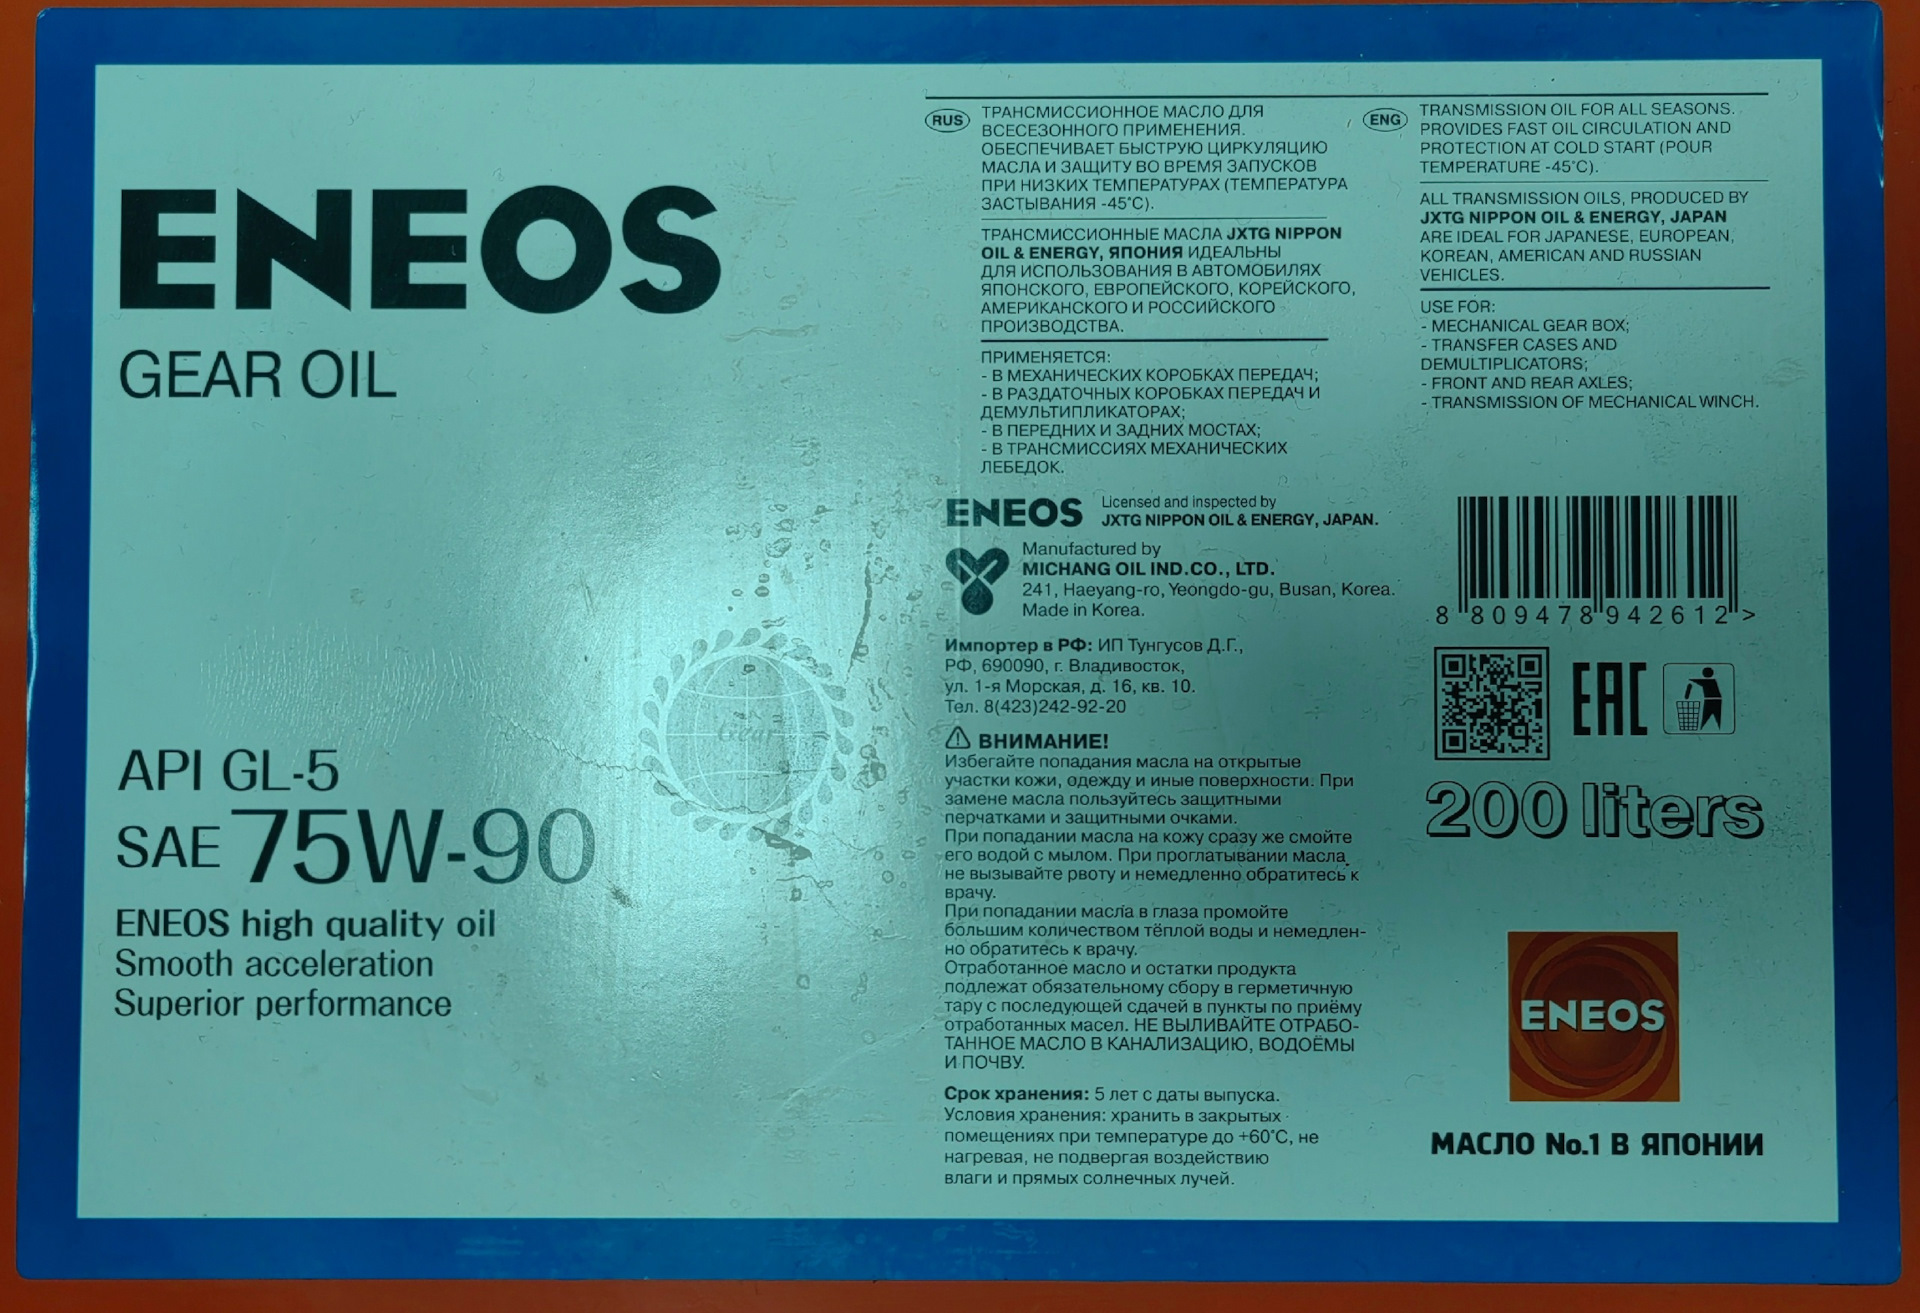 ENEOS
GEAR OIL
API GL-5
SAE 75W-90
ENEOS high quality oil
Smooth acceleration
Superior performance
Gear
RUS
ТРАНСМИССИОННОЕ МАСЛО ДЛЯ
ВСЕСЕЗОННОГО ПРИМЕНЕНИЯ.
ОБЕСПЕЧИВАЕТ БЫСТРУЮ ЦИРКУЛЯЦИЮ
МАСЛА И ЗАЩИТУ ВО ВРЕМЯ ЗАПУСКОВ
ПРИ НИЗКИХ ТЕМПЕРАТУРАХ (ТЕМПЕРАТУРА
ЗАСТЫВАНИЯ -45°С).
ТРАНСМИССИОННЫЕ МАСЛА JXTG NIPPON
OIL & ENERGY, ЯПОНИЯ ИДЕАЛЬНЫ
ДЛЯ ИСПОЛЬЗОВАНИЯ В АВТОМОБИЛЯХ
ЯПОНСКОГО, ЕВРОПЕЙСКОГО, КОРЕЙСКОГО,
АМЕРИКАНСКОГО И РОССИЙСКОГО
ПРОИЗВОДСТВА.
ПРИМЕНЯЕТСЯ:
- В МЕХАНИЧЕСКИХ КОРОБКАХ ПЕРЕДАЧ;
- В РАЗДАТОЧНЫХ КОРОБКАХ ПЕРЕДАЧ И
ДЕМУЛЬТИПЛИКАТОРАХ;
- В ПЕРЕДНИХ И ЗАДНИХ МОСТАХ;
- В ТРАНСМИССИЯХ МЕХАНИЧЕСКИХ
ЛЕБЕДОК.
ENG
TRANSMISSION OIL FOR ALL SEASONS.
PROVIDES FAST OIL CIRCULATION AND
PROTECTION AT COLD START (POUR
TEMPERATURE -45°C).
ALL TRANSMISSION OILS, PRODUCED BY
JXTG NIPPON OIL & ENERGY, JAPAN
ARE IDEAL FOR JAPANESE, EUROPEAN,
KOREAN, AMERICAN AND RUSSIAN
VEHICLES.
USE FOR:
- MECHANICAL GEAR BOX;
- TRANSFER CASES AND
DEMULTIPLICATORS;
- FRONT AND REAR AXLES;
- TRANSMISSION OF MECHANICAL WINCH.
ENEOS
Licensed and inspected by
JXTG NIPPON OIL & ENERGY, JAPAN.
Manufactured by
MICHANG OIL IND.CO., LTD.
241, Haeyang-ro, Yeongdo-gu, Busan, Korea.
Made in Korea.
Импортер в РФ: ИП Тунгусов Д.Г.,
РФ, 690090, г. Владивосток,
ул. 1-я Морская, д. 16, кв. 10.
Тел. 8(423)242-92-20
ВНИМАНИЕ!
Избегайте попадания масла на открытые
участки кожи, одежду и иные поверхности. При
замене масла пользуйтесь защитными
перчатками и защитными очками.
При попадании масла на кожу сразу же смойте
его водой с мылом. При проглатывании масла
не вызывайте рвоту и немедленно обратитесь к
врачу.
При попадании масла в глаза промойте
большим количеством тёплой воды и немедлен-
но обратитесь к врачу.
Отработанное масло и остатки продукта
подлежат обязательному сбору в герметичную
тару с последующей сдачей в пункты по приёму
отработанных масел. НЕ ВЫЛИВАЙТЕ ОТРАБО-
ТАННОЕ МАСЛО В КАНАЛИЗАЦИЮ, ВОДОЁМЫ
И ПОЧВУ.
Срок хранения: 5 лет с даты выпуска.
Условия хранения: хранить в закрытых
помещениях при температуре до +60°С, не
нагревая, не подвергая воздействию
влаги и прямых солнечных лучей.
8 809478 942612 >
EAC
200 liters
ENEOS
МАСЛО No.1 В ЯПОНИИ